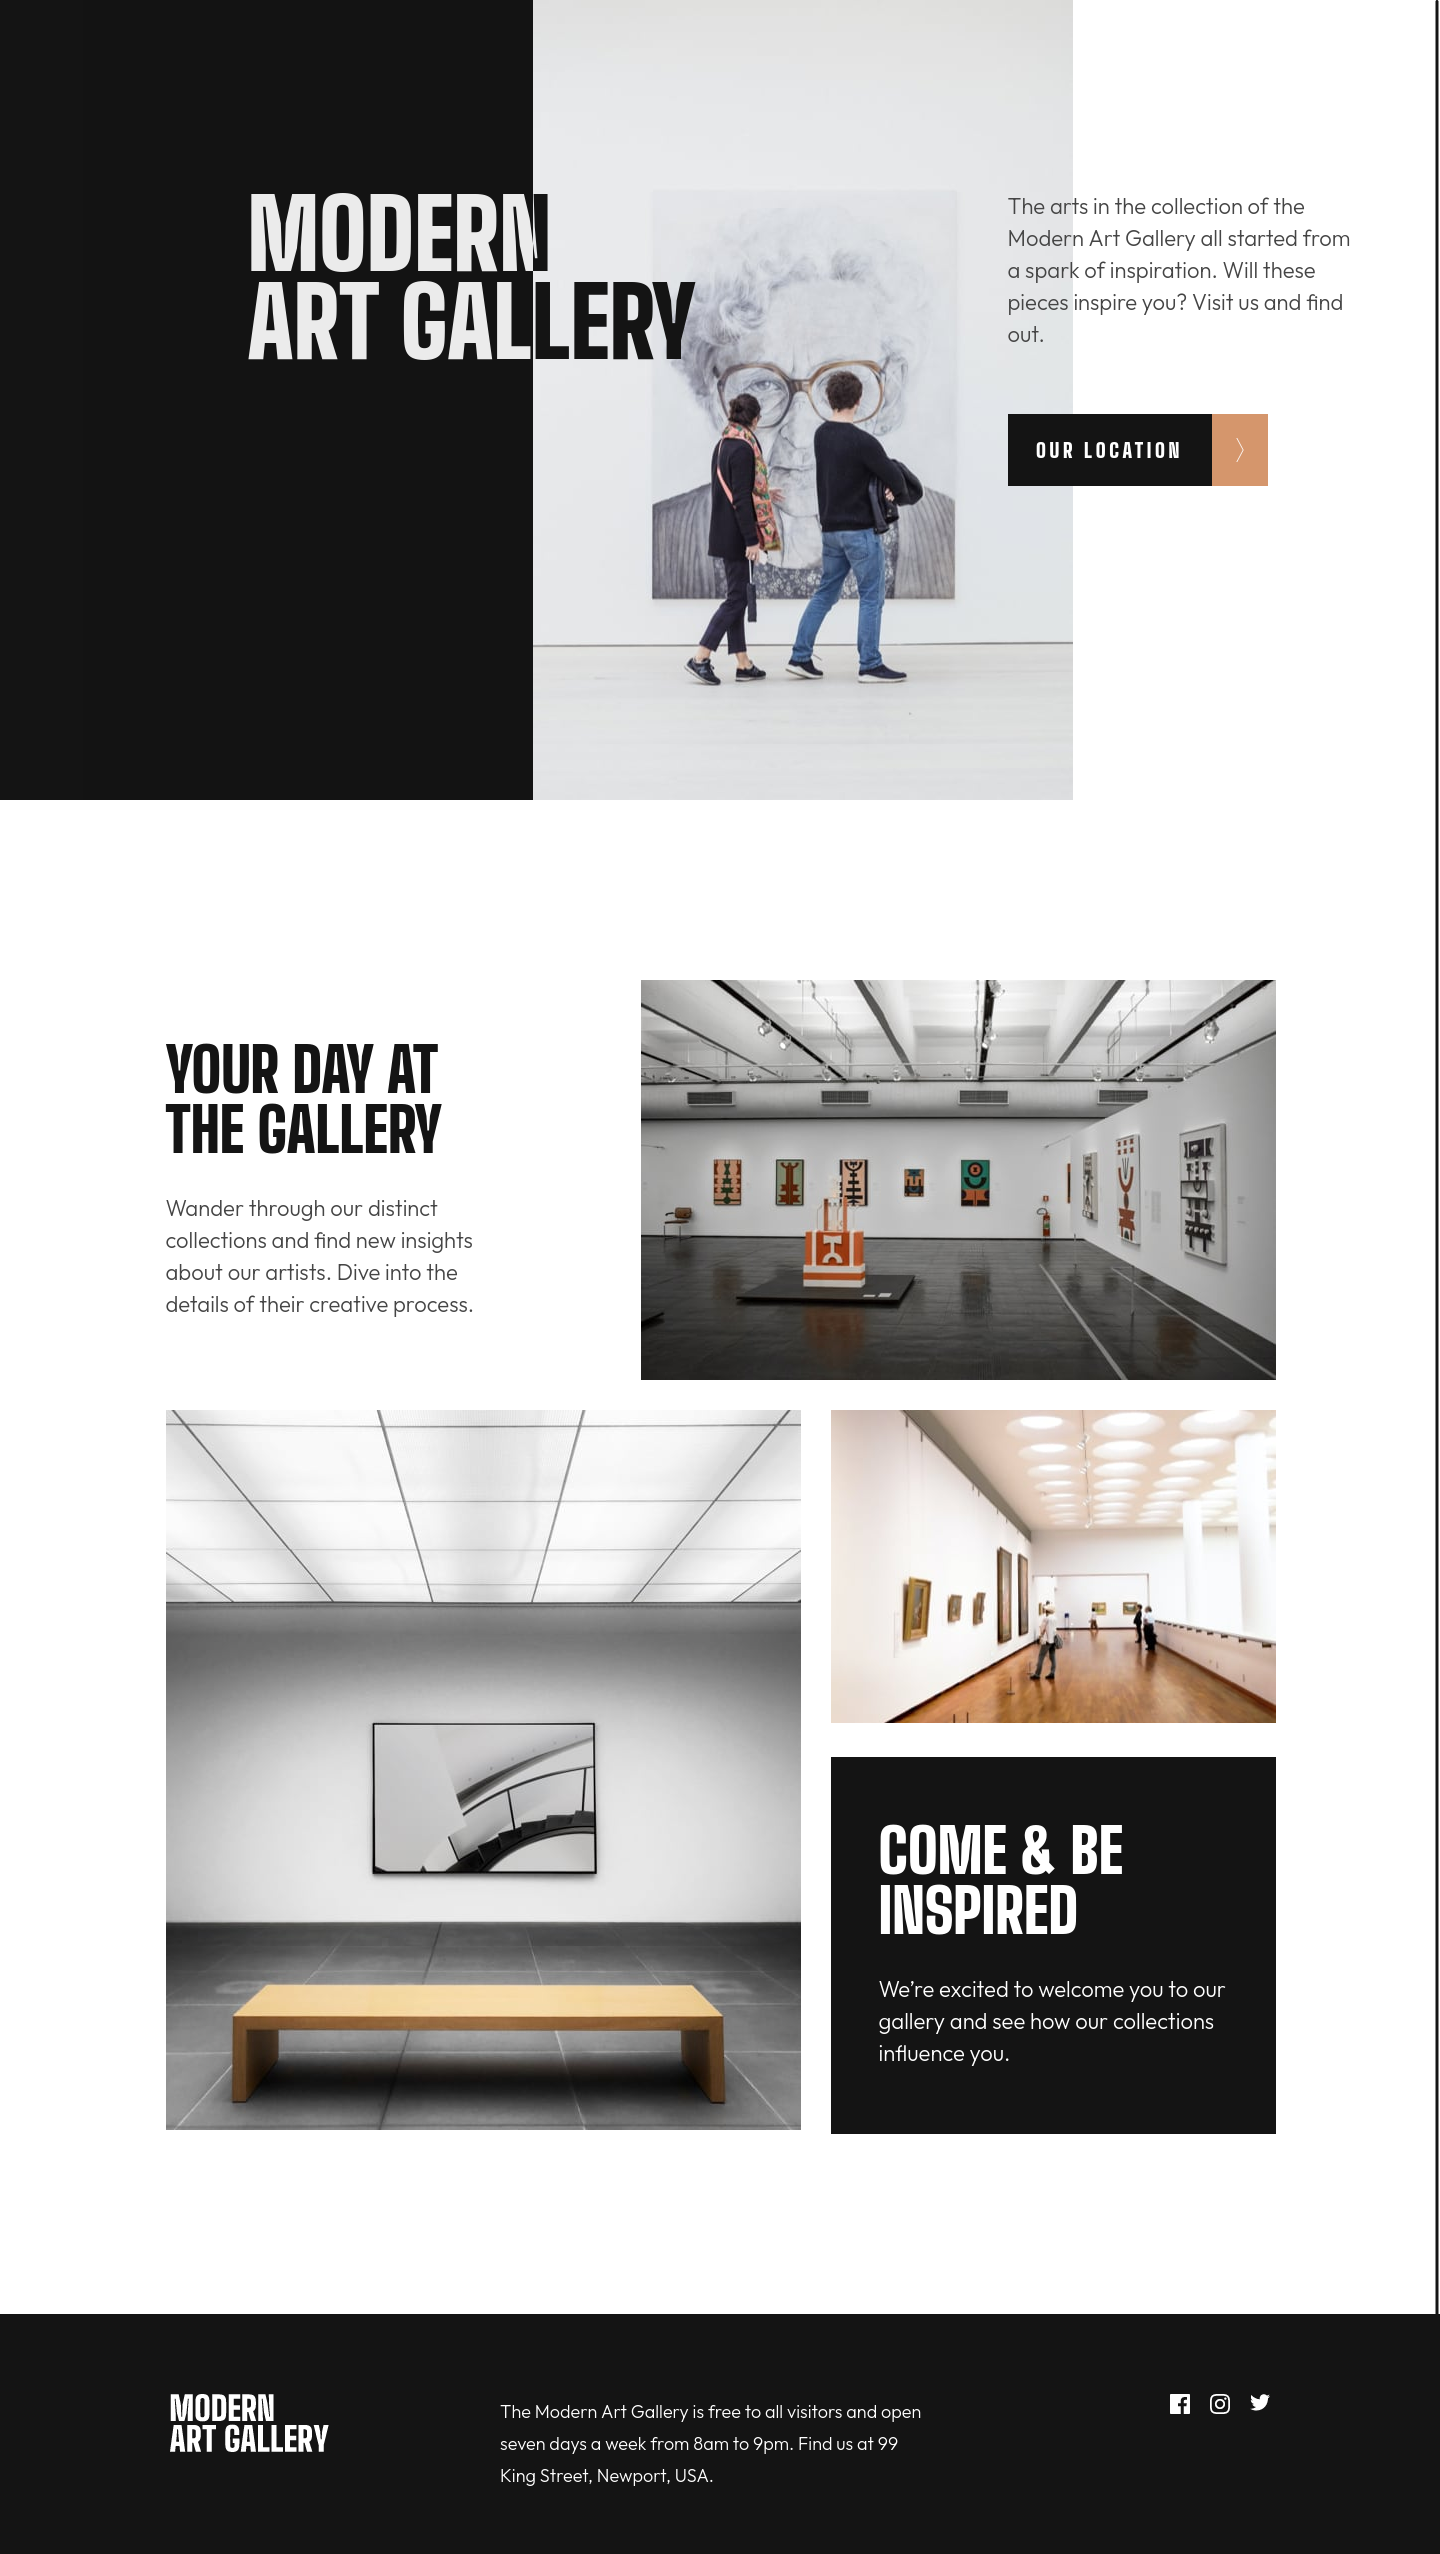 MODERN
ART GALLERY
The arts in the collection of the
Modern Art Gallery all started from
a spark of inspiration. Will these
pieces inspire you? Visit us and find
out.
OUR LOCATION
YOUR DAY AT
THE GALLERY
Wander through our distinct
collections and find new insights
about our artists. Dive into the
details of their creative process.
COME & BE
INSPIRED
We’re excited to welcome you to our
gallery and see how our collections
influence you.
MODERN
ART GALLERY
The Modern Art Gallery is free to all visitors and open
seven days a week from 8am to 9pm. Find us at 99
King Street, Newport, USA.